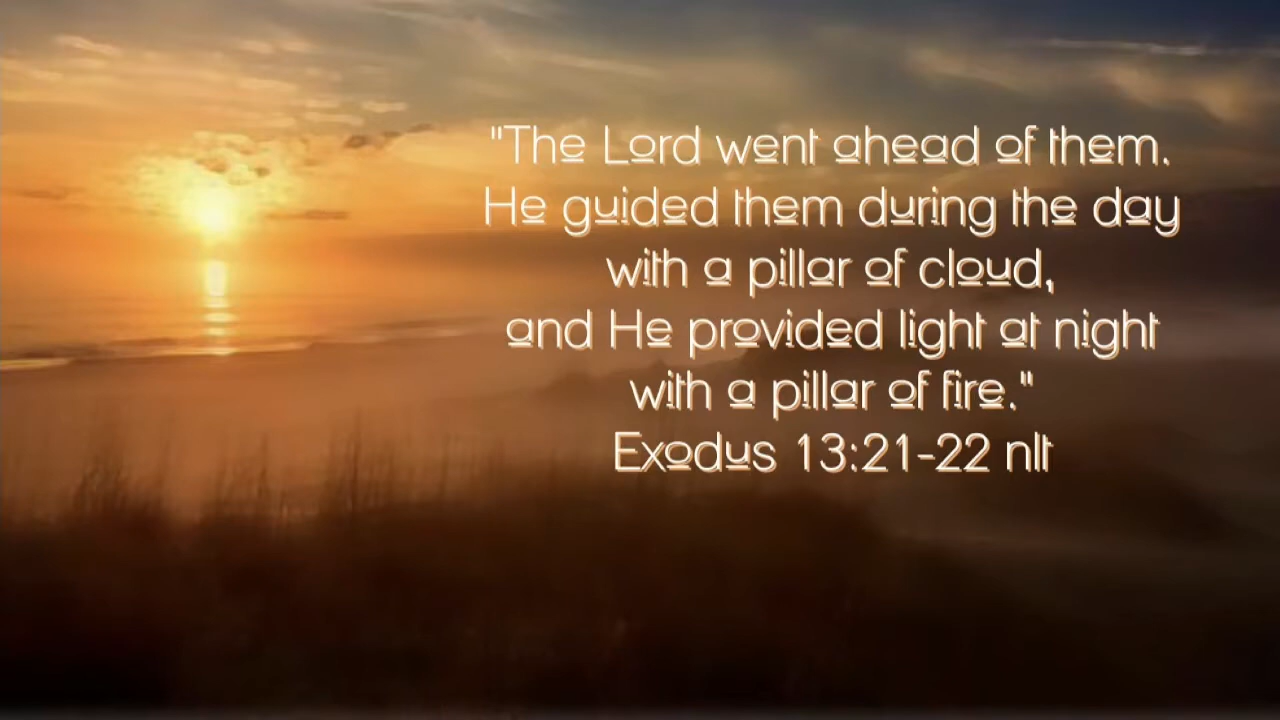 "The Lord went ahead of them.
He guided them during the day
with a pillar of cloud,
and He provided light at night
with a pillar of fire."
Exodus 13:21-22 nlt